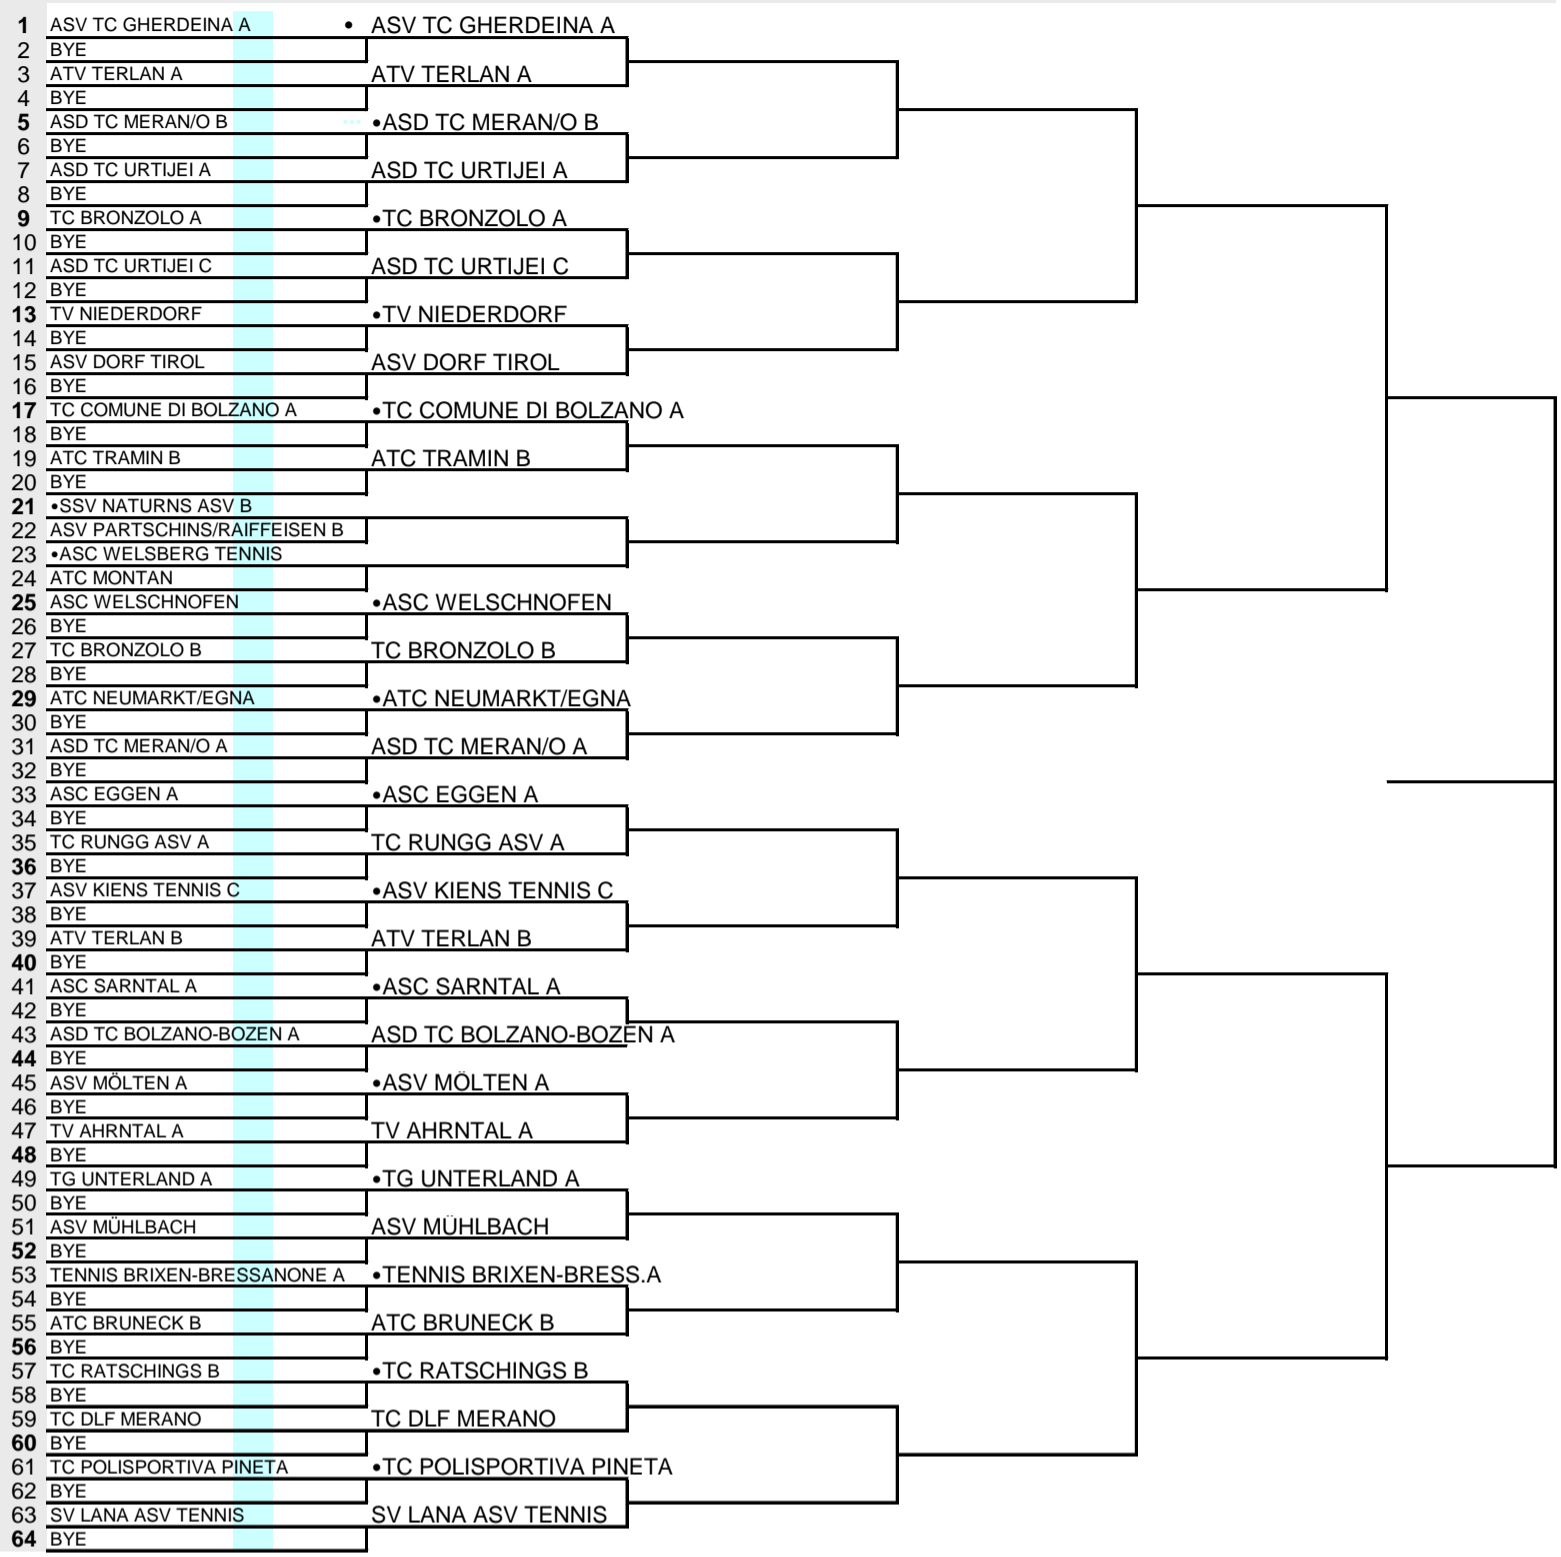 1 ASV TC GHERDEINA A • ASV TC GHERDEINA A
2 BYE
3 ATV TERLAN A ATV TERLAN A
4 BYE
5 ASD TC MERAN/O B •ASD TC MERAN/O B
6 BYE
7 ASD TC URTIJEI A ASD TC URTIJEI A
8 BYE
9 TC BRONZOLO A •TC BRONZOLO A
10 BYE
11 ASD TC URTIJEI C ASD TC URTIJEI C
12 BYE
13 TV NIEDERDORF •TV NIEDERDORF
14 BYE
15 ASV DORF TIROL ASV DORF TIROL
16 BYE
17 TC COMUNE DI BOLZANO A •TC COMUNE DI BOLZANO A
18 BYE
19 ATC TRAMIN B ATC TRAMIN B
20 BYE
21 •SSV NATURNS ASV B
22 ASV PARTSCHINS/RAIFFEISEN B
23 •ASC WELSBERG TENNIS
24 ATC MONTAN
25 ASC WELSCHNOFEN •ASC WELSCHNOFEN
26 BYE
27 TC BRONZOLO B TC BRONZOLO B
28 BYE
29 ATC NEUMARKT/EGNA •ATC NEUMARKT/EGNA
30 BYE
31 ASD TC MERAN/O A ASD TC MERAN/O A
32 BYE
33 ASC EGGEN A •ASC EGGEN A
34 BYE
35 TC RUNGG ASV A TC RUNGG ASV A
36 BYE
37 ASV KIENS TENNIS C •ASV KIENS TENNIS C
38 BYE
39 ATV TERLAN B ATV TERLAN B
40 BYE
41 ASC SARNTAL A •ASC SARNTAL A
42 BYE
43 ASD TC BOLZANO-BOZEN A ASD TC BOLZANO-BOZEN A
44 BYE
45 ASV MÖLTEN A •ASV MÖLTEN A
46 BYE
47 TV AHRNTAL A TV AHRNTAL A
48 BYE
49 TG UNTERLAND A •TG UNTERLAND A
50 BYE
51 ASV MÜHLBACH ASV MÜHLBACH
52 BYE
53 TENNIS BRIXEN-BRESSANONE A •TENNIS BRIXEN-BRESS.A
54 BYE
55 ATC BRUNECK B ATC BRUNECK B
56 BYE
57 TC RATSCHINGS B •TC RATSCHINGS B
58 BYE
59 TC DLF MERANO TC DLF MERANO
60 BYE
61 TC POLISPORTIVA PINETA •TC POLISPORTIVA PINETA
62 BYE
63 SV LANA ASV TENNIS SV LANA ASV TENNIS
64 BYE